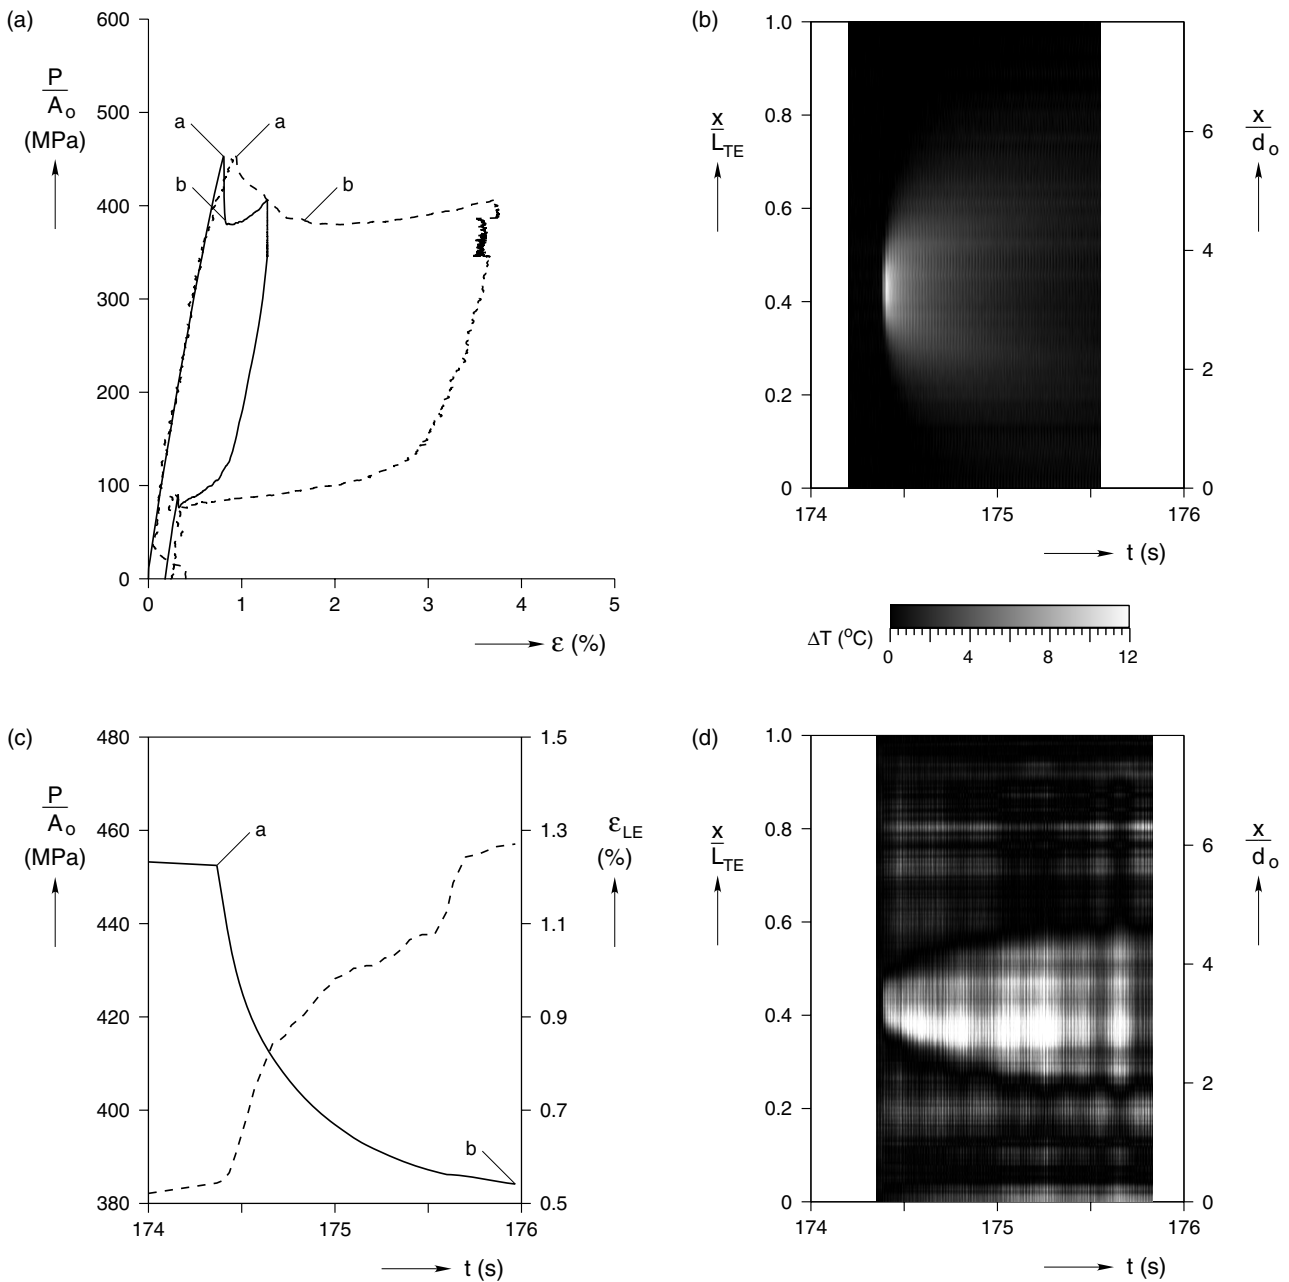 (a)
600
500
400
300
200
100
0
P
A o
(MPa)
a
a
b
b
0
1
2
3
4
5
ε (%)
(b)
1.0
0.8
0.6
0.4
0.2
0
x
L TE
6
4
2
0
x
d o
174
175
176
t (s)
ΔT (°C)
0
4
8
12
(c)
480
460
440
420
400
380
P
A o
(MPa)
a
b
1.5
1.3
1.1
0.9
0.7
0.5
ε LE
(%)
174
175
176
t (s)
(d)
1.0
0.8
0.6
0.4
0.2
0
x
L TE
6
4
2
0
x
d o
174
175
176
t (s)